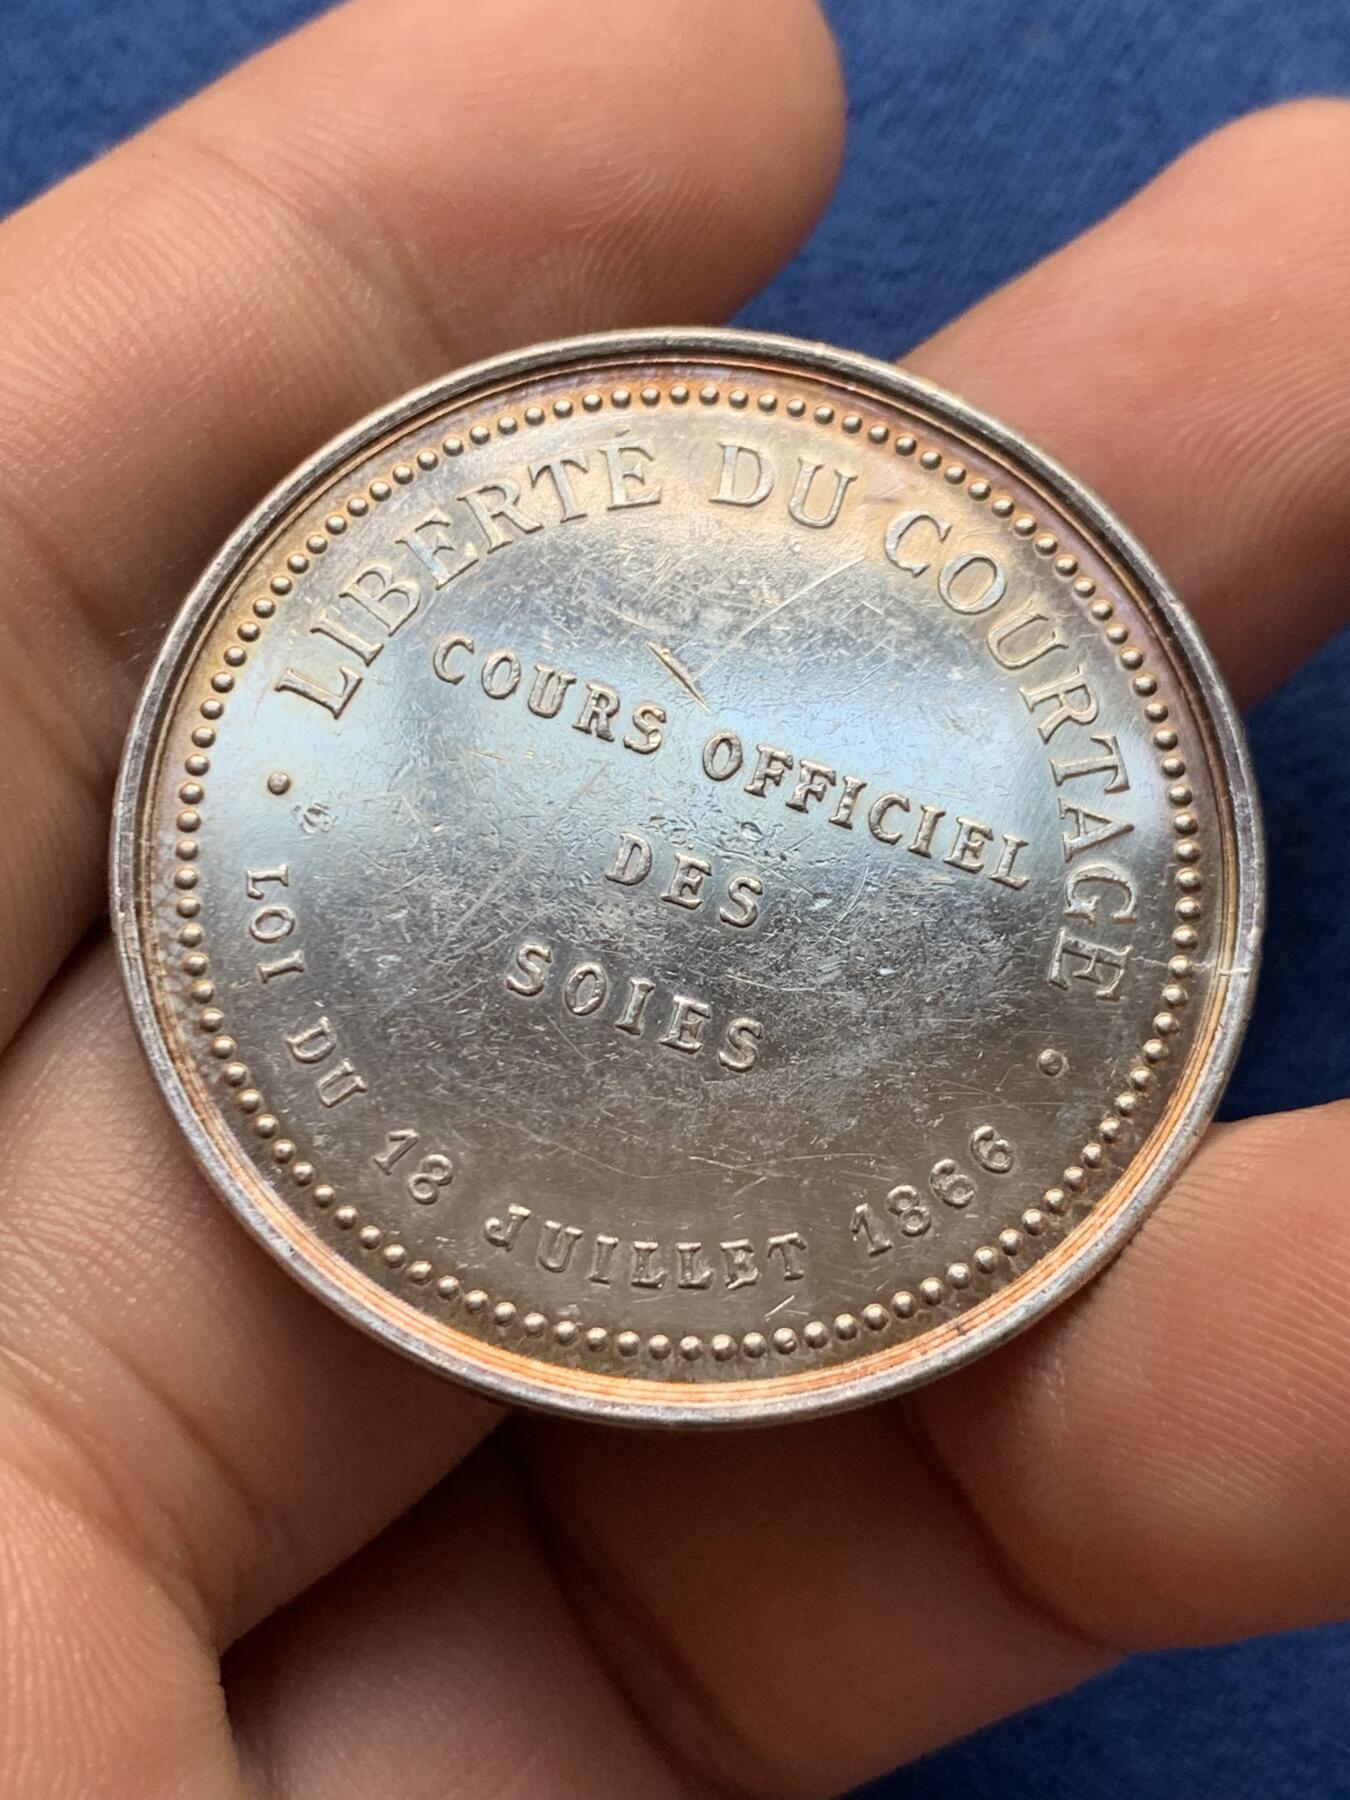 LIBERTÉ DU COURTAGE
COURS OFFICIEL
DES
SOIES
LOI DU 18 JUILLET 1866